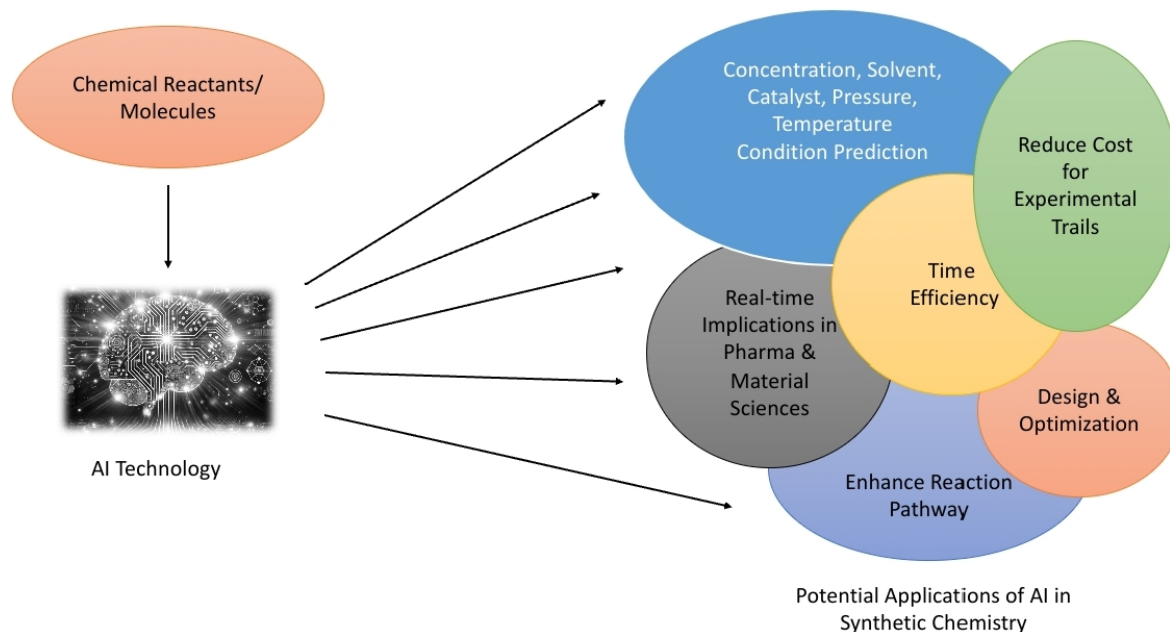 Chemical Reactants/
Molecules
AI Technology
Concentration, Solvent,
Catalyst, Pressure,
Temperature
Condition Prediction
Reduce Cost
for
Experimental
Trails
Time
Efficiency
Real-time
Implications in
Pharma &
Material
Sciences
Design &
Optimization
Enhance Reaction
Pathway
Potential Applications of AI in
Synthetic Chemistry